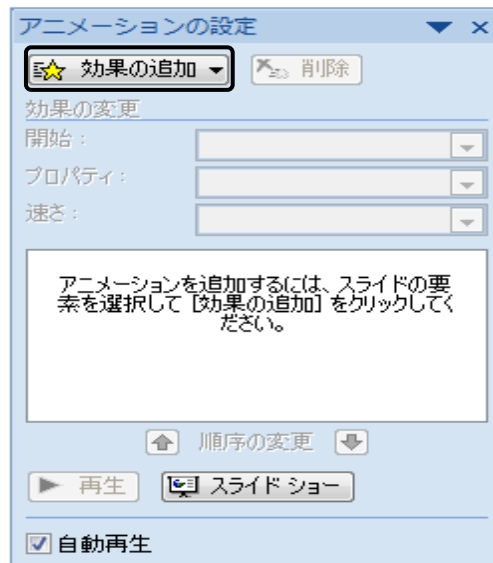 アニメーションの設定
効果の追加
削除
効果の変更
開始：
プロパティ：
速さ：
アニメーションを追加するには、スライドの要
素を選択して [効果の追加] をクリックしてく
ださい。
順序の変更
再生
スライド ショー
自動再生